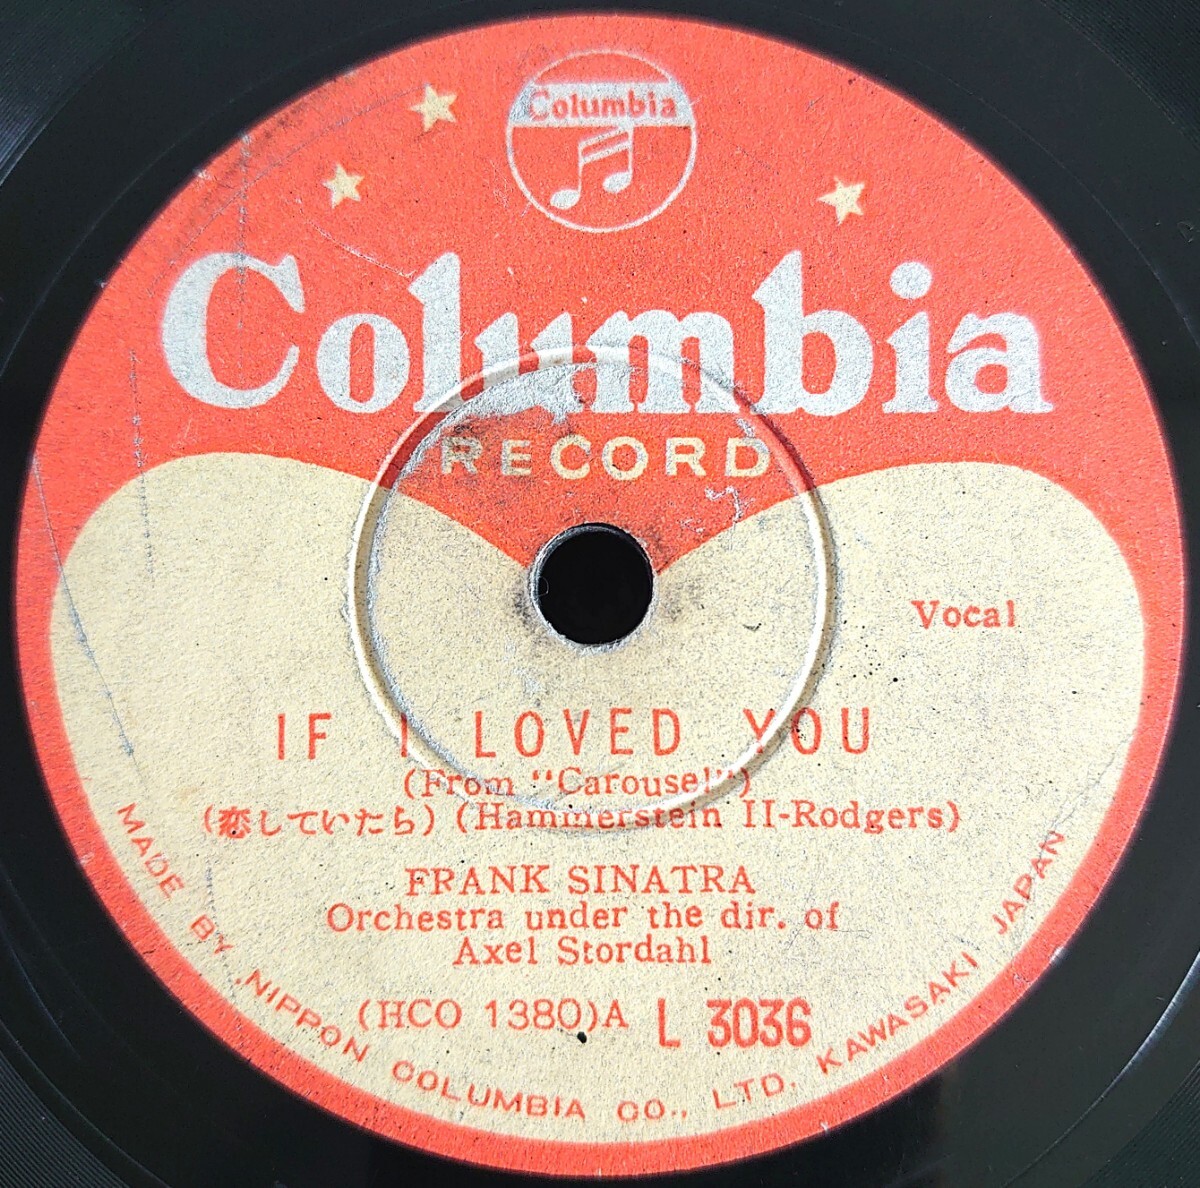 Columbia
Columbia
RECORD
Vocal
IF I LOVED YOU
(From "Carousel")
(恋していたら) (Hammerstein II-Rodgers)
FRANK SINATRA
Orchestra under the dir. of
Axel Stordahl
(HCO 1380)A L 3036
MADE BY NIPPON COLUMBIA CO., LTD. KAWASAKI JAPAN